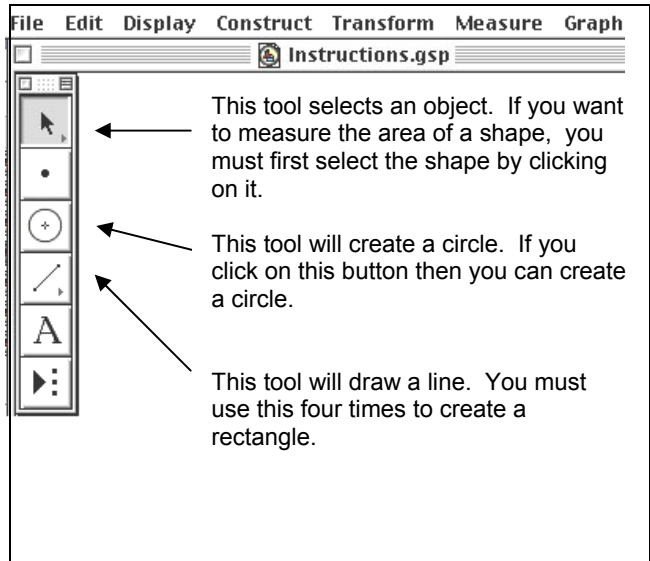 File Edit Display Construct Transform Measure Graph
Instructions.gsp
This tool selects an object. If you want
to measure the area of a shape, you
must first select the shape by clicking
on it.
This tool will create a circle. If you
click on this button then you can create
a circle.
A
This tool will draw a line. You must
use this four times to create a
rectangle.